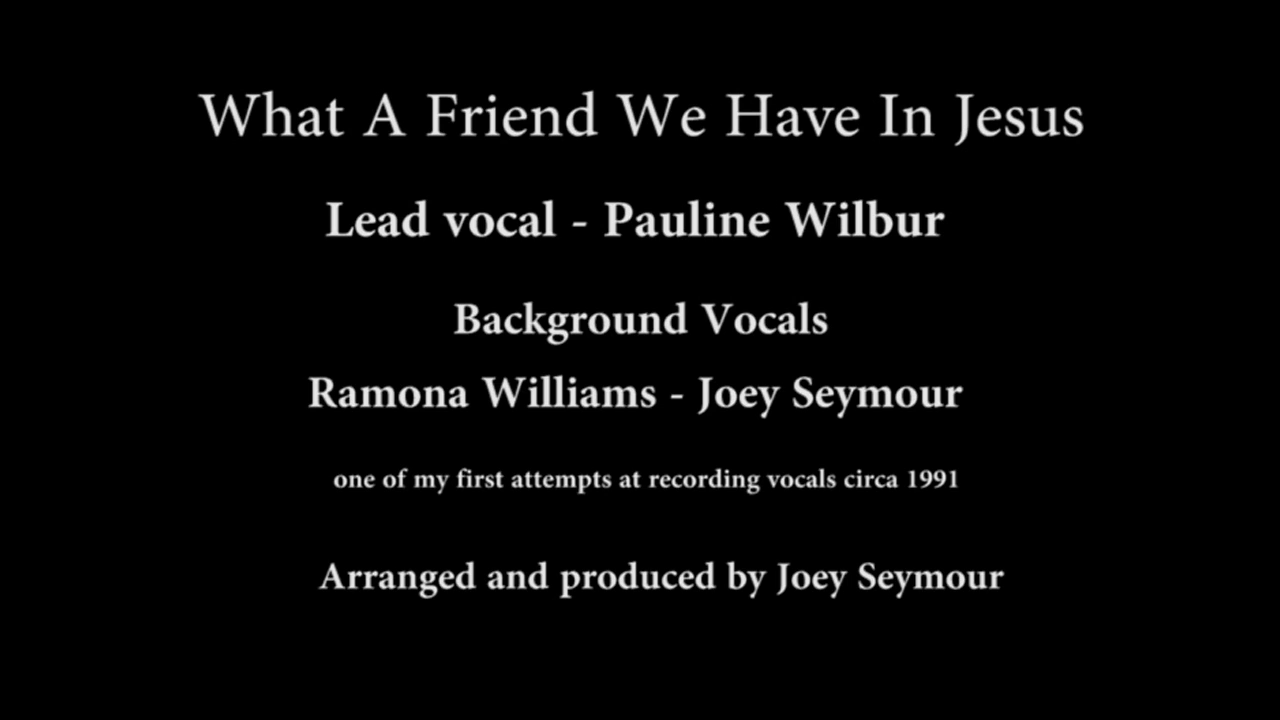 What A Friend We Have In Jesus
Lead vocal - Pauline Wilbur
Background Vocals
Ramona Williams - Joey Seymour
one of my first attempts at recording vocals circa 1991
Arranged and produced by Joey Seymour